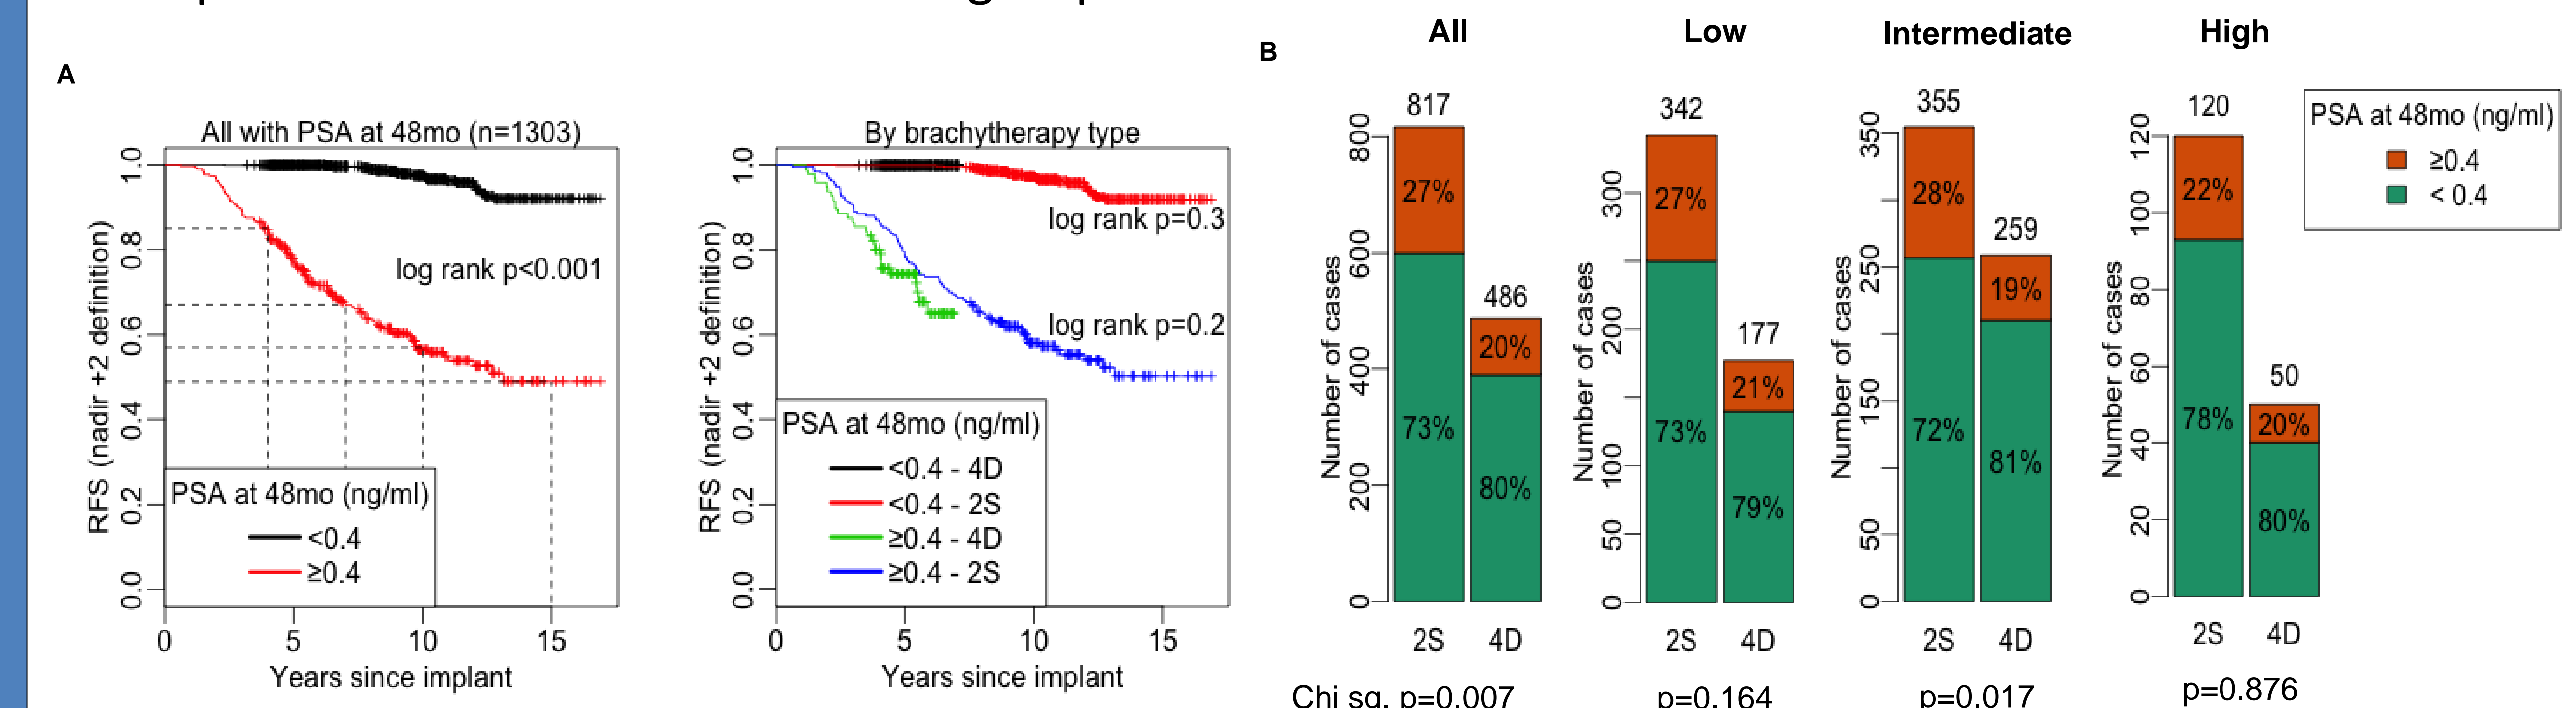 A
All with PSA at 48mo (n=1303)
RFS (nadir +2 definition)
1.0
0.8
0.6
0.4
0.2
0.0
log rank p<0.001
PSA at 48mo (ng/ml)
<0.4
≥0.4
0 5 10 15
Years since implant
By brachytherapy type
RFS (nadir +2 definition)
1.0
0.8
0.6
0.4
0.2
0.0
log rank p=0.3
log rank p=0.2
PSA at 48mo (ng/ml)
<0.4 - 4D
<0.4 - 2S
≥0.4 - 4D
≥0.4 - 2S
0 5 10 15
Years since implant
B
All
Number of cases
800
600
400
200
0
817
27%
73%
486
20%
80%
2S 4D
Chi sq. p=0.007
Low
Number of cases
300
200
100
50
0
342
27%
73%
177
21%
79%
2S 4D
p=0.164
Intermediate
Number of cases
350
250
150
50
0
355
28%
72%
259
19%
81%
2S 4D
p=0.017
High
Number of cases
120
100
80
60
40
20
0
120
22%
78%
50
20%
80%
2S 4D
p=0.876
PSA at 48mo (ng/ml)
≥0.4
< 0.4